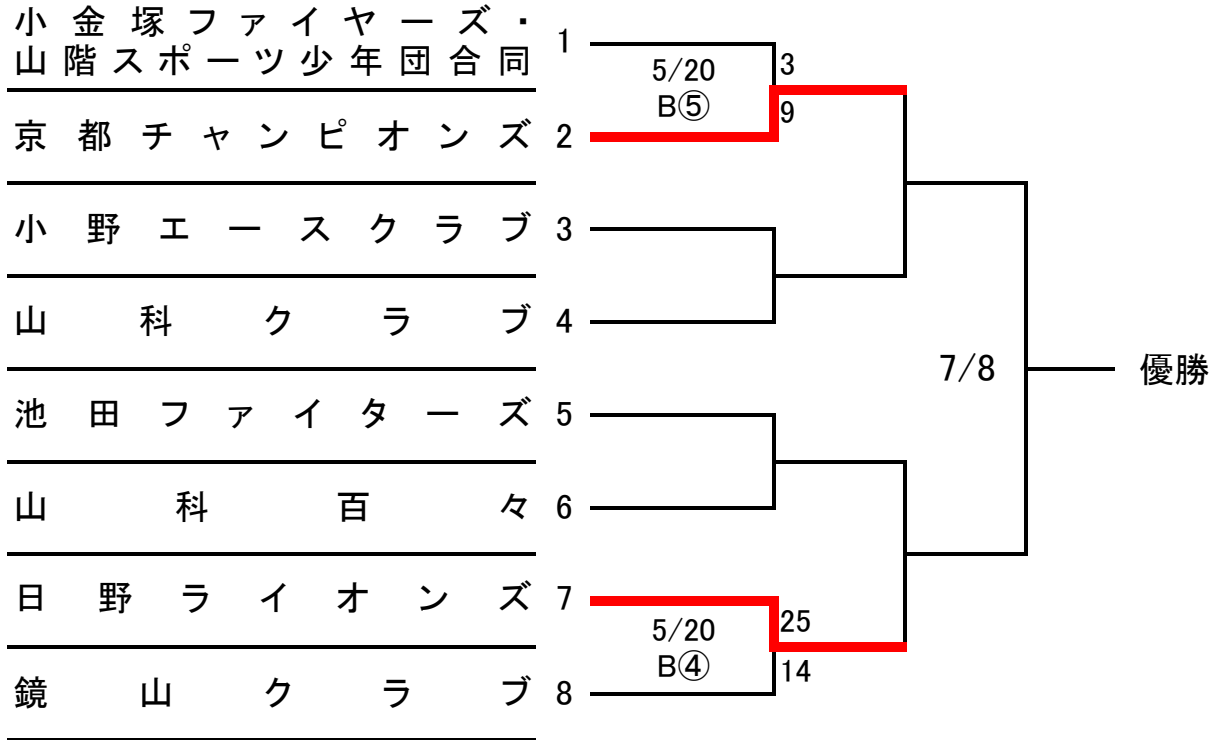 小金塚ファイヤーズ・
山階スポーツ少年団合同
1
5/20
B⑤
3
9
京都チャンピオンズ 2
小野エースクラブ 3
山科クラブ 4
7/8
優勝
池田ファイターズ 5
山科百々 6
日野ライオンズ 7
5/20
B④
25
14
鏡山クラブ 8